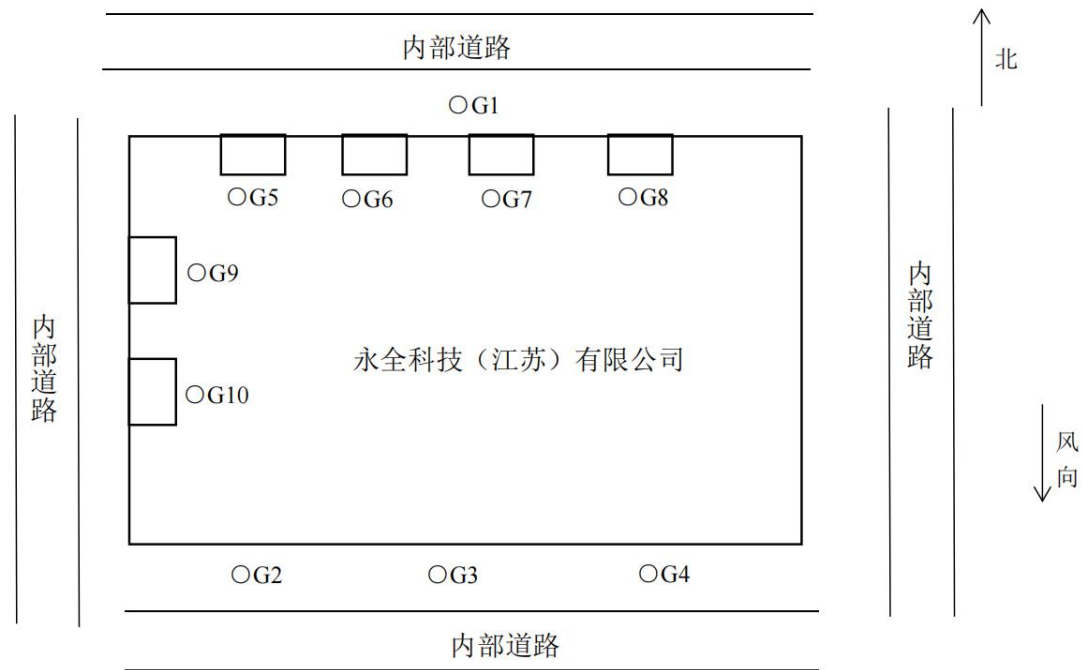 内部道路
北
○G1
○G5
○G6
○G7
○G8
○G9
内部道路
内部道路
永全科技（江苏）有限公司
○G10
风向
○G2
○G3
○G4
内部道路